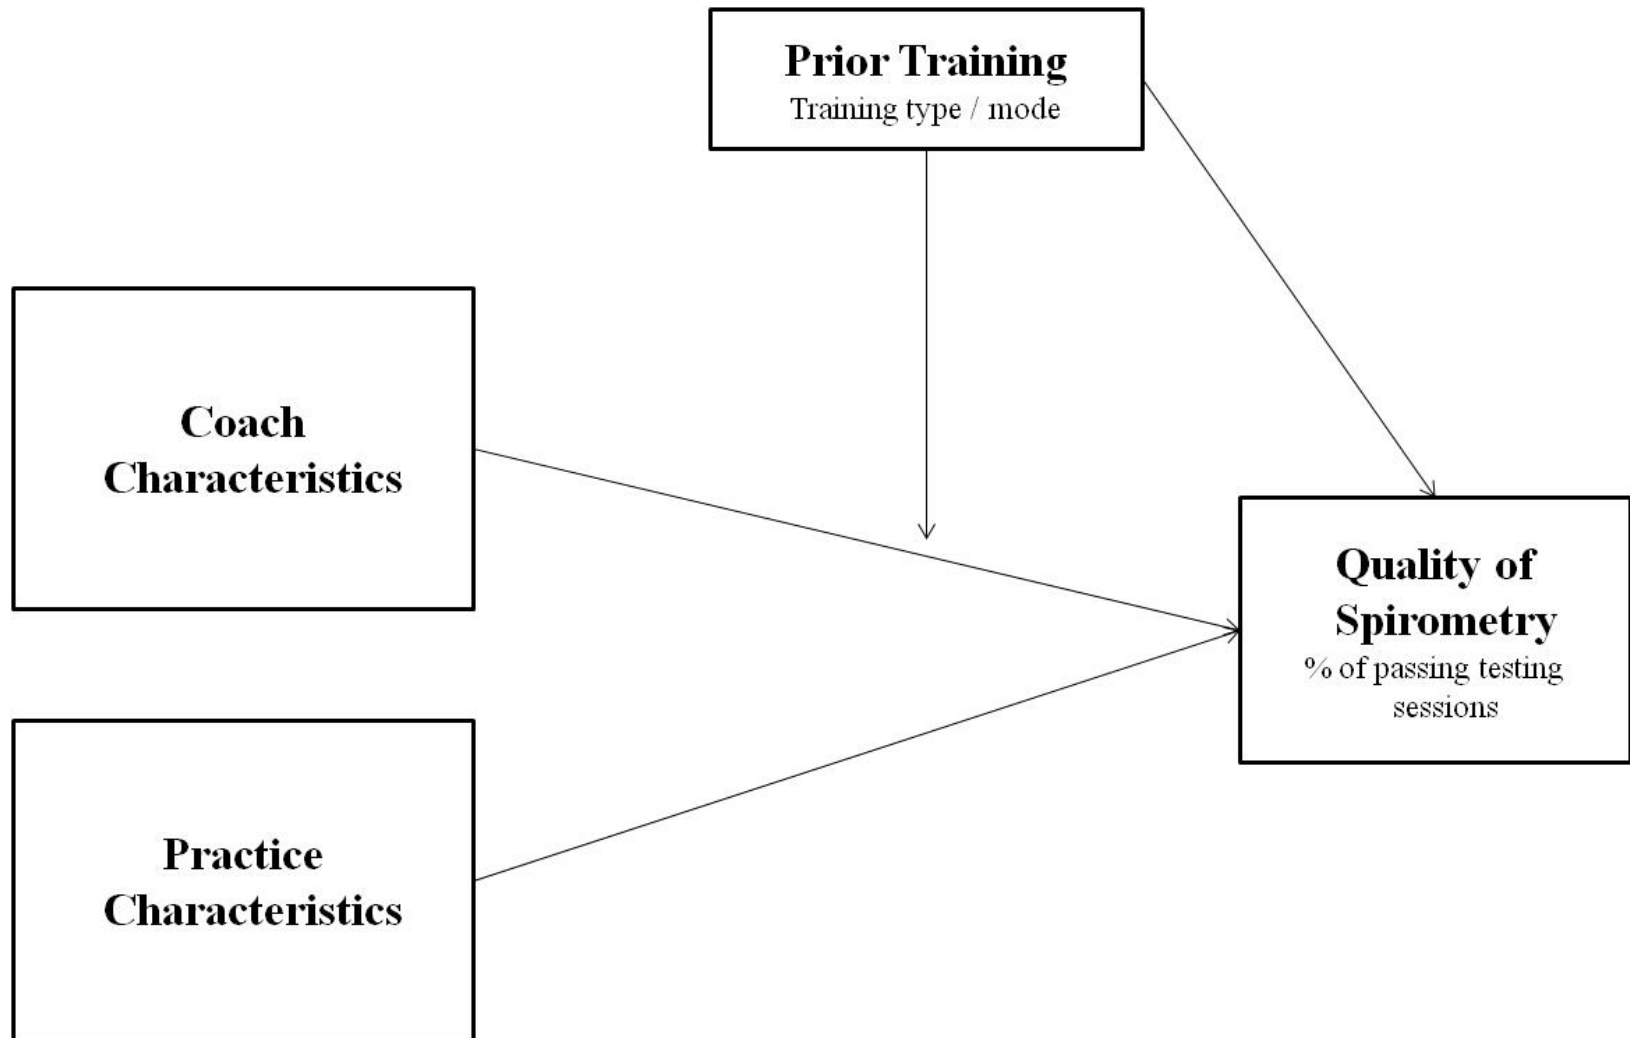 Prior Training
Training type / mode
Coach
Characteristics
Quality of
Spirometry
% of passing testing
sessions
Practice
Characteristics